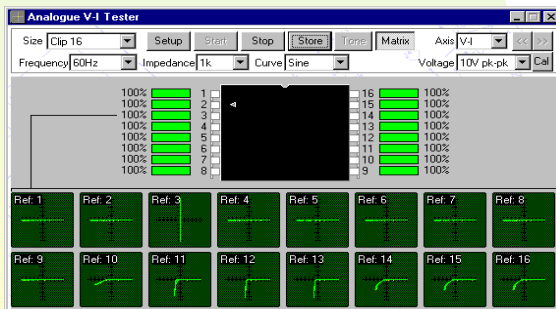 Analogue V-I Tester
Size Clip 16 Setup Start Stop Store Tone Matrix Axis V-I << >>
Frequency 60Hz Impedance 1k Curve Sine Voltage 10V pk-pk Cal
100% 1 16 100%
100% 2 15 100%
100% 3 14 100%
100% 4 13 100%
100% 5 12 100%
100% 6 11 100%
100% 7 10 100%
100% 8 9 100%
Ref: 1 Ref: 2 Ref: 3 Ref: 4 Ref: 5 Ref: 6 Ref: 7 Ref: 8
Ref: 9 Ref: 10 Ref: 11 Ref: 12 Ref: 13 Ref: 14 Ref: 15 Ref: 16